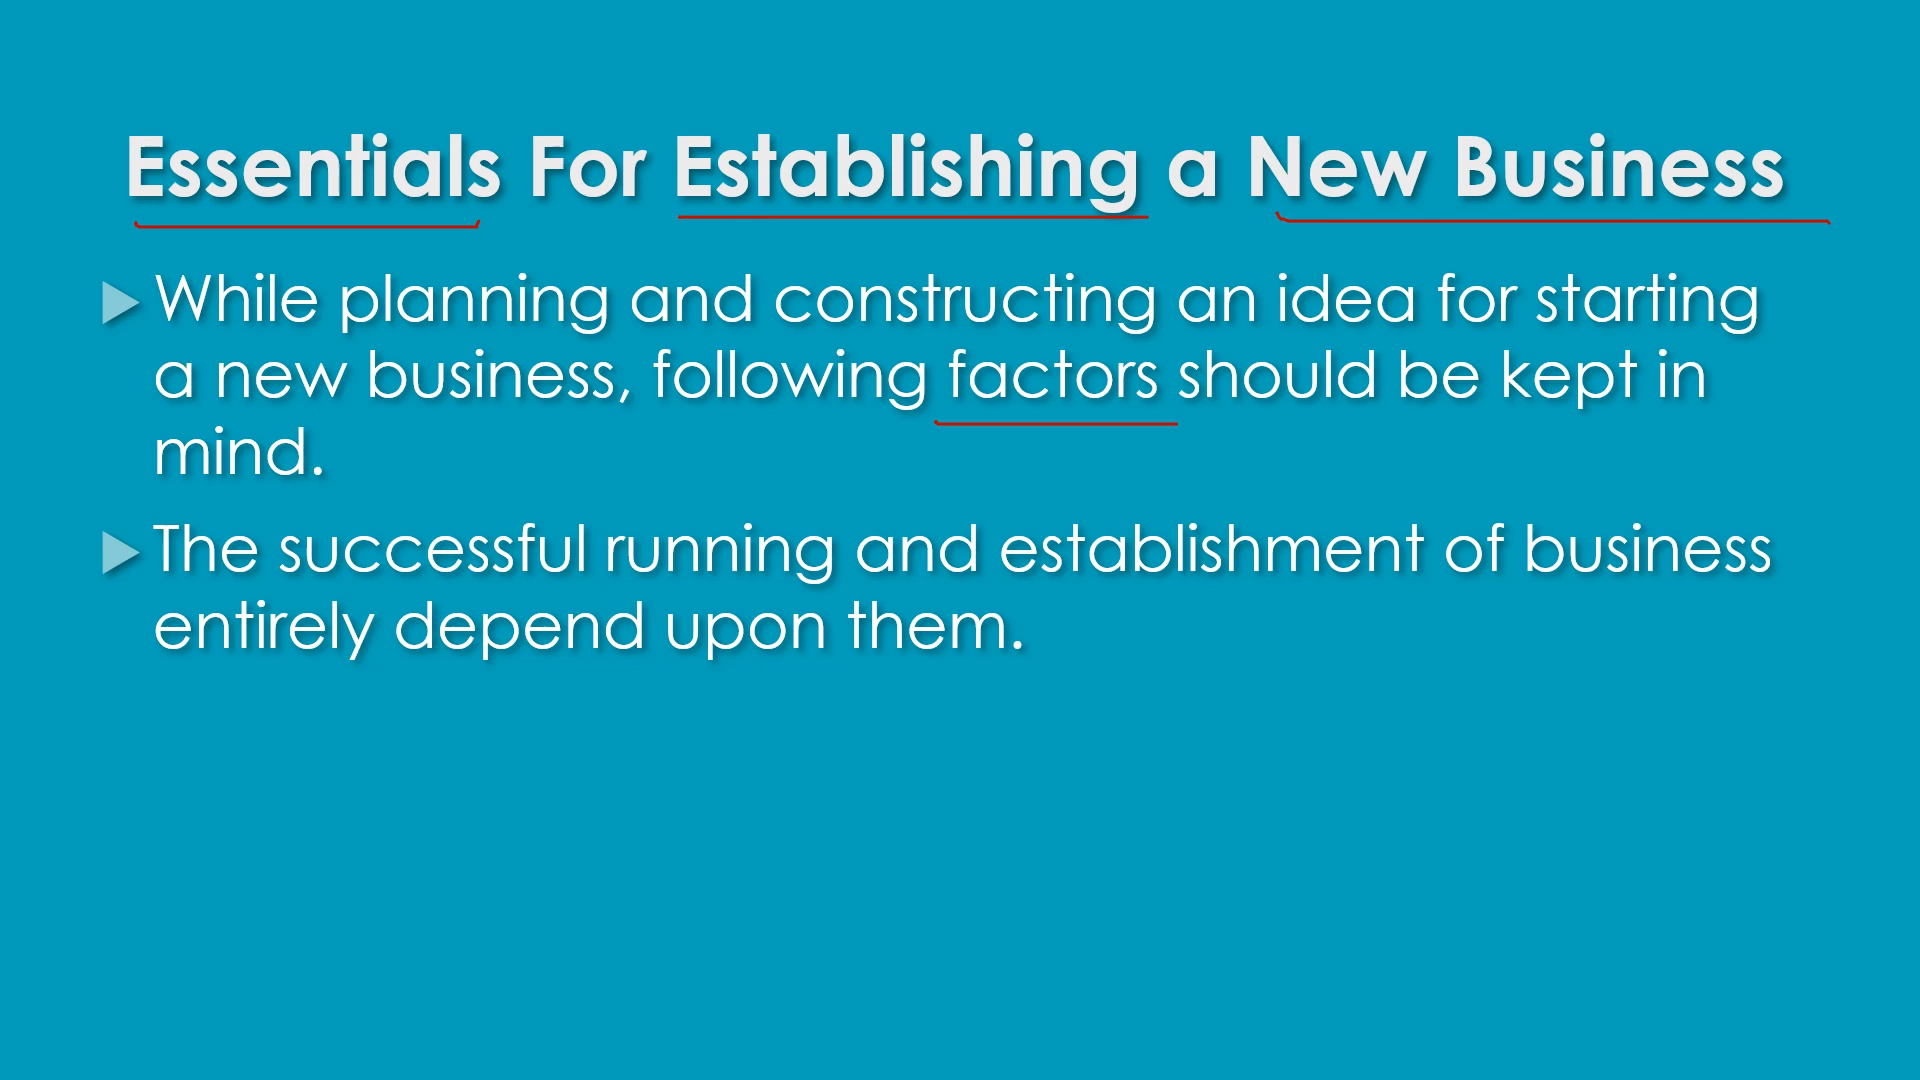 Essentials For Establishing a New Business
While planning and constructing an idea for starting
a new business, following factors should be kept in
mind.
The successful running and establishment of business
entirely depend upon them.